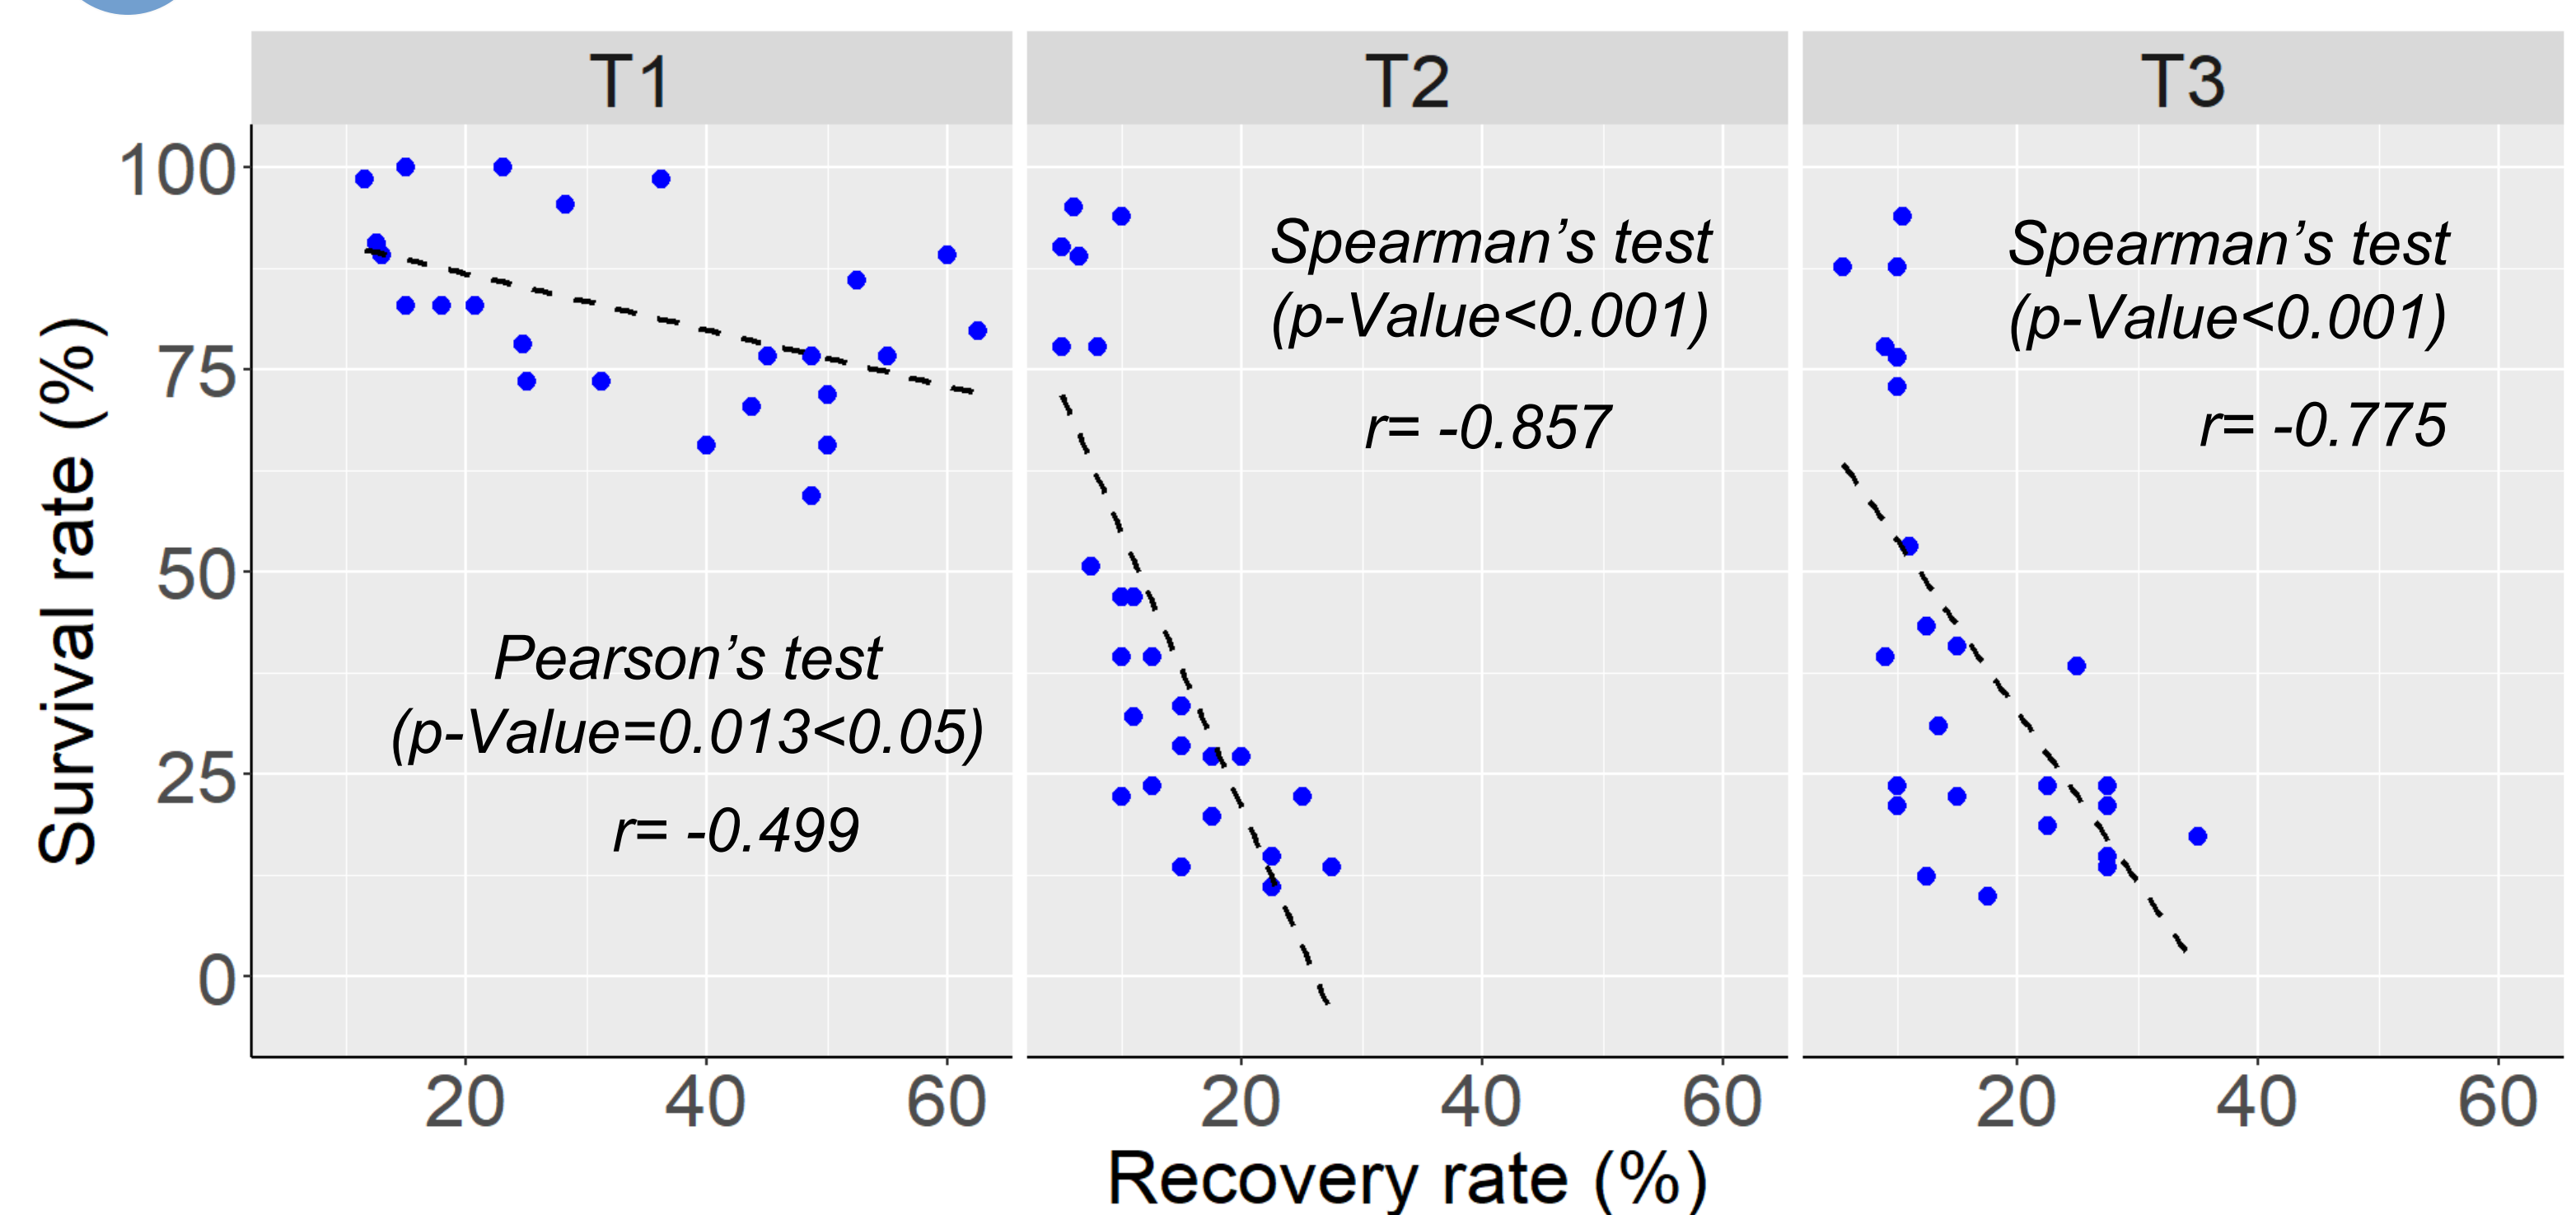 T1 T2 T3
Survival rate (%)
100
75
50
25
0
Pearson’s test
(p-Value=0.013<0.05)
r= -0.499
Spearman’s test
(p-Value<0.001)
r= -0.857
Spearman’s test
(p-Value<0.001)
r= -0.775
20 40 60 20 40 60 20 40 60
Recovery rate (%)